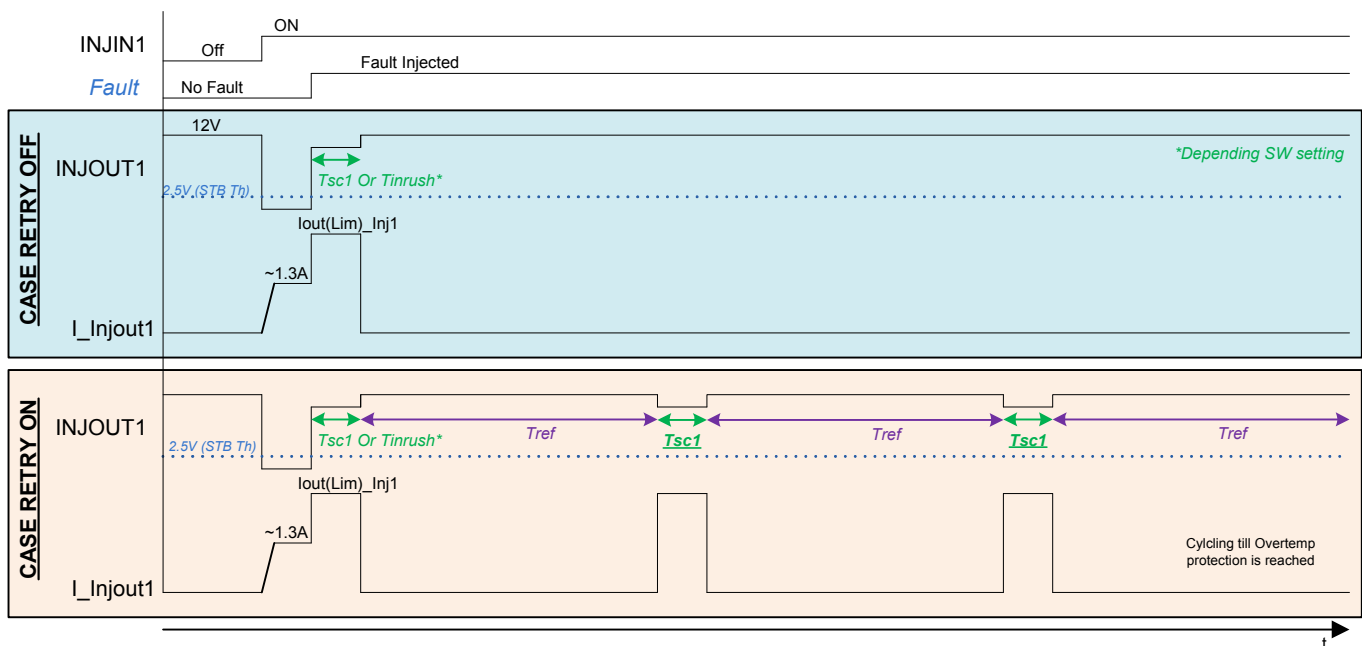 INJIN1
Off
ON
Fault
No Fault
Fault Injected
CASE RETRY OFF
INJOUT1
12V
2.5V (STB Th)
Tsc1 Or Tinrush*
*Depending SW setting
Iout(Lim)_Inj1
~1.3A
I_Injout1
CASE RETRY ON
INJOUT1
2.5V (STB Th)
Tsc1 Or Tinrush*
Tref
Tsc1
Tref
Tsc1
Tref
Iout(Lim)_Inj1
~1.3A
I_Injout1
Cylcling till Overtemp
protection is reached
t